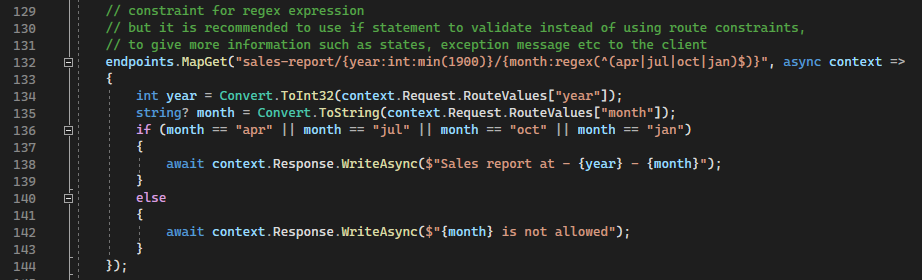 129 // constraint for regex expression
130 // but it is recommended to use if statement to validate instead of using route constraints,
131 // to give more information such as states, exception message etc to the client
132 endpoints.MapGet("sales-report/{year:int:min(1900)}/{month:regex(^(apr|jul|oct|jan)$)}", async context =>
133 {
134 int year = Convert.ToInt32(context.Request.RouteValues["year"]);
135 string? month = Convert.ToString(context.Request.RouteValues["month"]);
136 if (month == "apr" || month == "jul" || month == "oct" || month == "jan")
137 {
138 await context.Response.WriteAsync($"Sales report at - {year} - {month}");
139 }
140 else
141 {
142 await context.Response.WriteAsync($"{month} is not allowed");
143 }
144 });